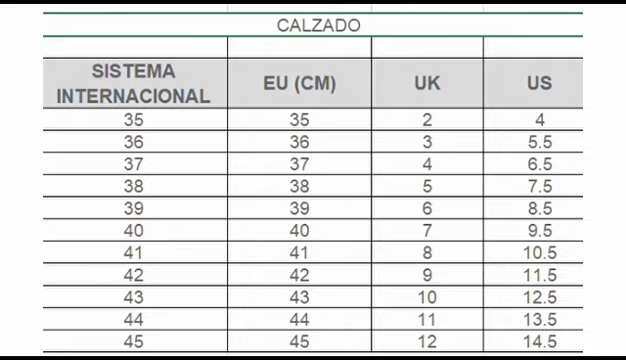 CALZADO
SISTEMA INTERNACIONAL EU (CM) UK US
35 35 2 4
36 36 3 5.5
37 37 4 6.5
38 38 5 7.5
39 39 6 8.5
40 40 7 9.5
41 41 8 10.5
42 42 9 11.5
43 43 10 12.5
44 44 11 13.5
45 45 12 14.5